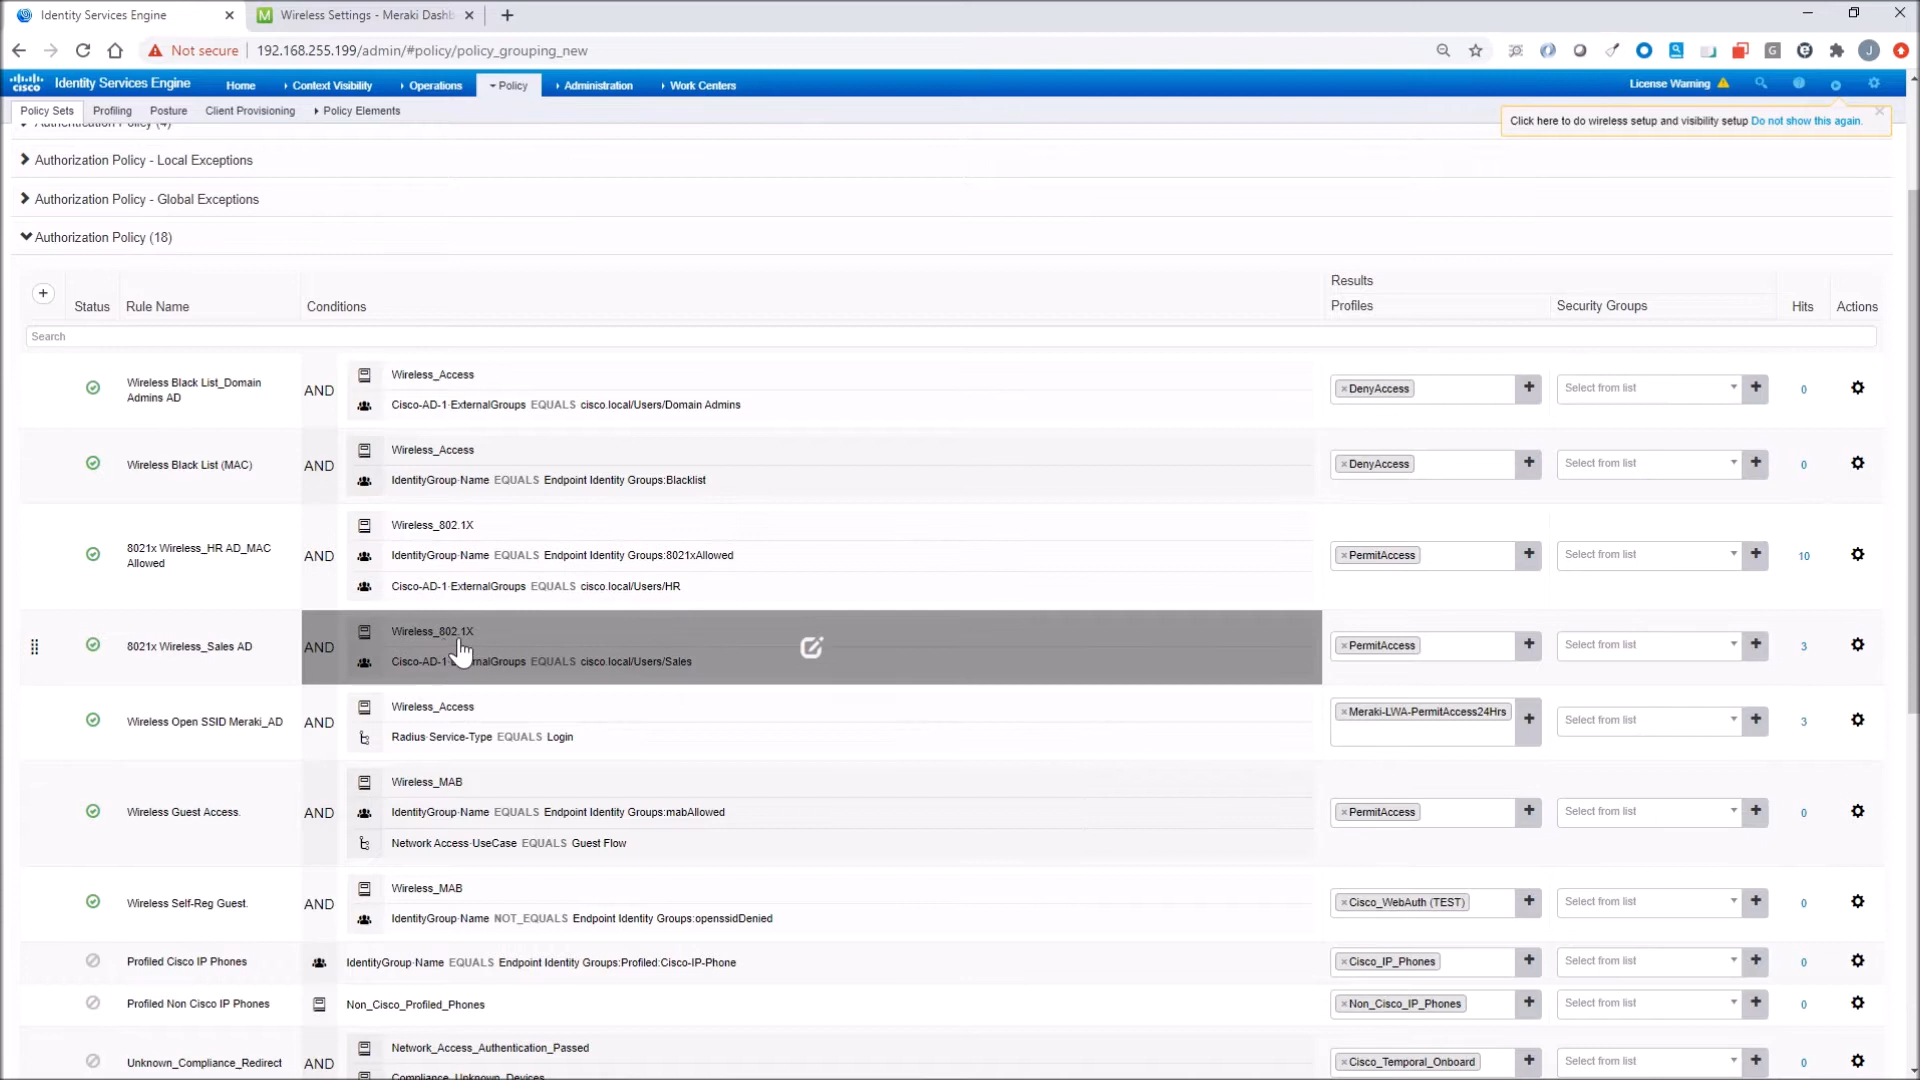 Identity Services Engine
Wireless Settings - Meraki Dashb
Not secure
192.168.255.199/admin/#policy/policy_grouping_new
cisco
Identity Services Engine
Home
Context Visibility
Operations
Policy
Administration
Work Centers
License Warning
Policy Sets
Profiling
Posture
Client Provisioning
Policy Elements
Click here to do wireless setup and visibility setup Do not show this again.
Authentication Policy (4)
Authorization Policy - Local Exceptions
Authorization Policy - Global Exceptions
Authorization Policy (18)
Results
Status
Rule Name
Conditions
Profiles
Security Groups
Hits
Actions
Search
Wireless Black List_Domain
Admins AD
AND
Wireless_Access
Cisco-AD-1·ExternalGroups EQUALS cisco.local/Users/Domain Admins
×DenyAccess
Select from list
0
Wireless Black List (MAC)
AND
Wireless_Access
IdentityGroup·Name EQUALS Endpoint Identity Groups:Blacklist
×DenyAccess
Select from list
0
8021x Wireless_HR AD_MAC
Allowed
AND
Wireless_802.1X
IdentityGroup·Name EQUALS Endpoint Identity Groups:8021xAllowed
Cisco-AD-1·ExternalGroups EQUALS cisco.local/Users/HR
×PermitAccess
Select from list
10
8021x Wireless_Sales AD
AND
Wireless_802.1X
Cisco-AD-1·ExternalGroups EQUALS cisco.local/Users/Sales
×PermitAccess
Select from list
3
Wireless Open SSID Meraki_AD
AND
Wireless_Access
Radius·Service-Type EQUALS Login
×Meraki-LWA-PermitAccess24Hrs
Select from list
3
Wireless Guest Access.
AND
Wireless_MAB
IdentityGroup·Name EQUALS Endpoint Identity Groups:mabAllowed
Network Access·UseCase EQUALS Guest Flow
×PermitAccess
Select from list
0
Wireless Self-Reg Guest.
AND
Wireless_MAB
IdentityGroup·Name NOT_EQUALS Endpoint Identity Groups:openssidDenied
×Cisco_WebAuth (TEST)
Select from list
0
Profiled Cisco IP Phones
IdentityGroup·Name EQUALS Endpoint Identity Groups:Profiled:Cisco-IP-Phone
×Cisco_IP_Phones
Select from list
0
Profiled Non Cisco IP Phones
Non_Cisco_Profiled_Phones
×Non_Cisco_IP_Phones
Select from list
0
Unknown_Compliance_Redirect
AND
Network_Access_Authentication_Passed
Compliance_Unknown_Devices
×Cisco_Temporal_Onboard
Select from list
0